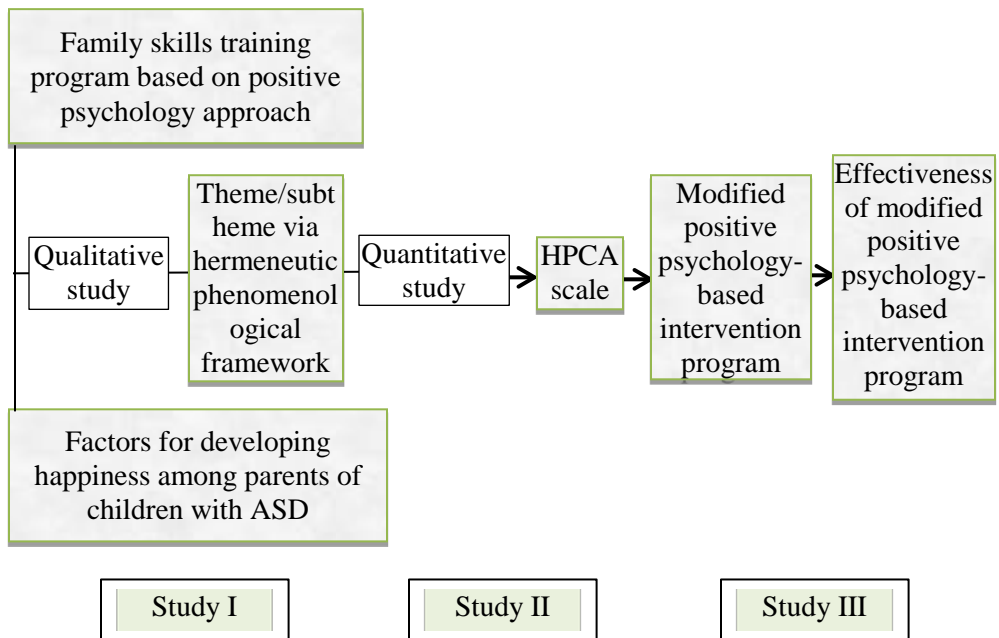 Family skills training
program based on positive
psychology approach
Qualitative
study
Theme/subt
heme via
hermeneutic
phenomenol
ogical
framework
Quantitative
study
HPCA
scale
Modified
positive
psychology-
based
intervention
program
Effectiveness
of modified
positive
psychology-
based
intervention
program
Factors for developing
happiness among parents of
children with ASD
Study I
Study II
Study III